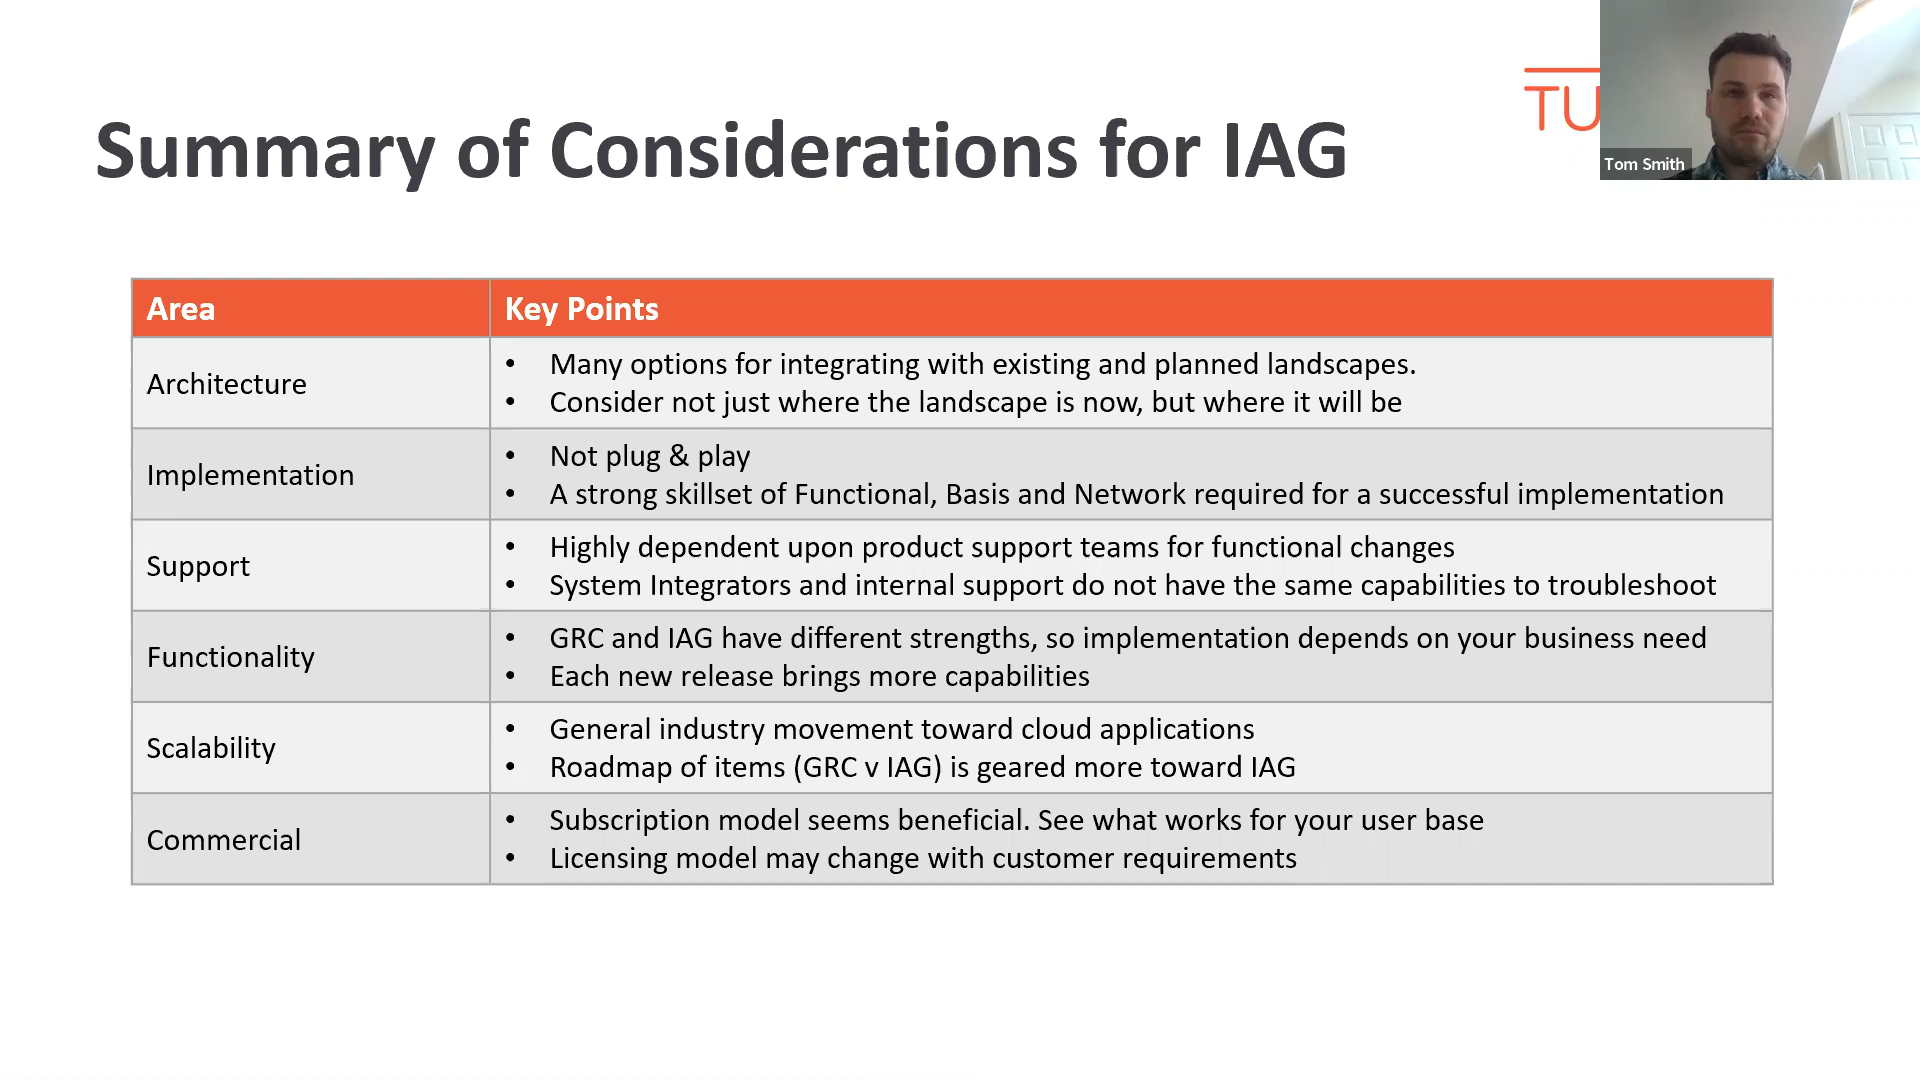 TU
Tom Smith
Summary of Considerations for IAG
Area
Key Points
Architecture
• Many options for integrating with existing and planned landscapes.
• Consider not just where the landscape is now, but where it will be
Implementation
• Not plug & play
• A strong skillset of Functional, Basis and Network required for a successful implementation
Support
• Highly dependent upon product support teams for functional changes
• System Integrators and internal support do not have the same capabilities to troubleshoot
Functionality
• GRC and IAG have different strengths, so implementation depends on your business need
• Each new release brings more capabilities
Scalability
• General industry movement toward cloud applications
• Roadmap of items (GRC v IAG) is geared more toward IAG
Commercial
• Subscription model seems beneficial. See what works for your user base
• Licensing model may change with customer requirements